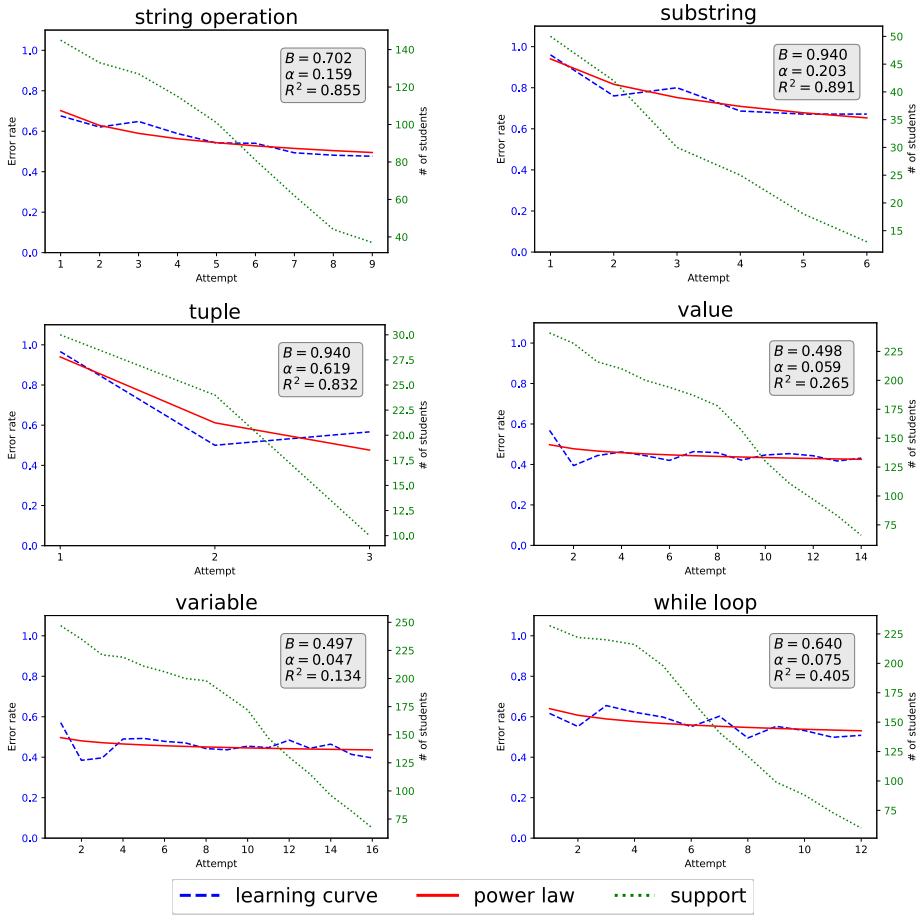 string operation
B = 0.702
α = 0.159
R² = 0.855
Error rate
# of students
Attempt
1.0
0.8
0.6
0.4
0.2
0.0
140
120
100
80
60
40
1 2 3 4 5 6 7 8 9
substring
B = 0.940
α = 0.203
R² = 0.891
Error rate
# of students
Attempt
1.0
0.8
0.6
0.4
0.2
0.0
50
45
40
35
30
25
20
15
1 2 3 4 5 6
tuple
B = 0.940
α = 0.619
R² = 0.832
Error rate
# of students
Attempt
1.0
0.8
0.6
0.4
0.2
0.0
30.0
27.5
25.0
22.5
20.0
17.5
15.0
12.5
10.0
1 2 3
value
B = 0.498
α = 0.059
R² = 0.265
Error rate
# of students
Attempt
1.0
0.8
0.6
0.4
0.2
0.0
225
200
175
150
125
100
75
2 4 6 8 10 12 14
variable
B = 0.497
α = 0.047
R² = 0.134
Error rate
# of students
Attempt
1.0
0.8
0.6
0.4
0.2
0.0
250
225
200
175
150
125
100
75
2 4 6 8 10 12 14 16
while loop
B = 0.640
α = 0.075
R² = 0.405
Error rate
# of students
Attempt
1.0
0.8
0.6
0.4
0.2
0.0
225
200
175
150
125
100
75
2 4 6 8 10 12
learning curve power law support